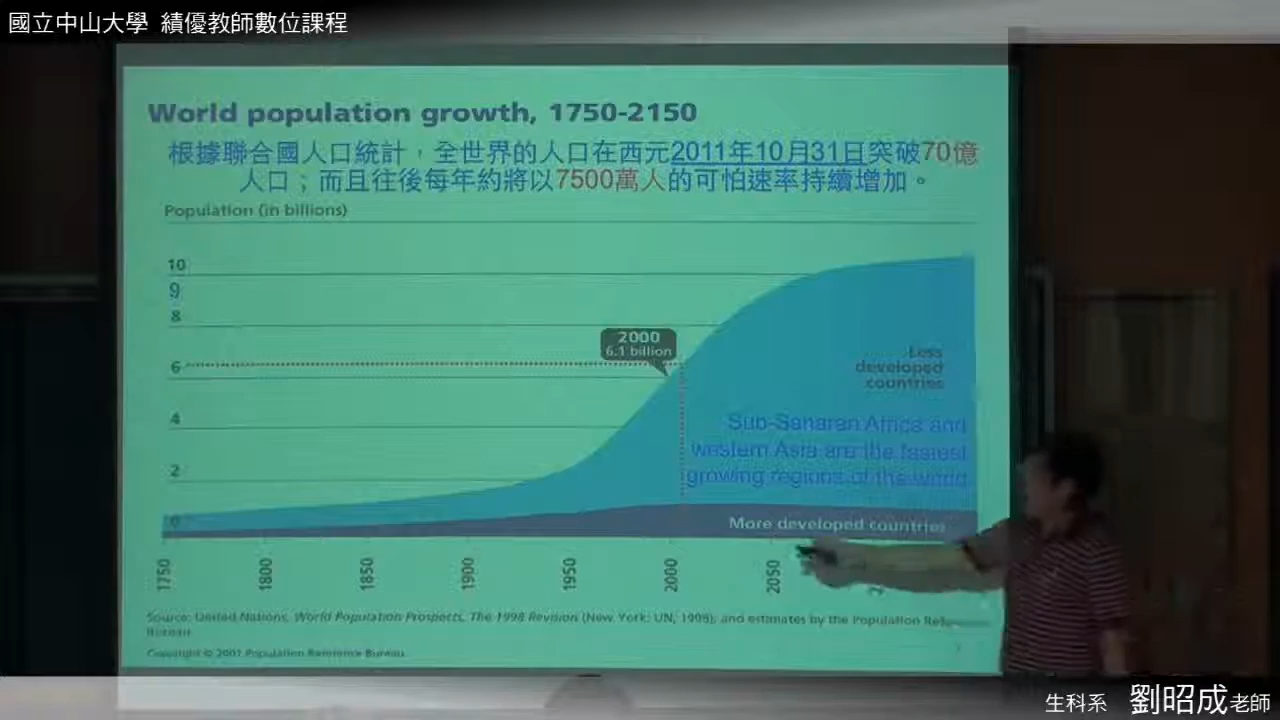 國立中山大學 績優教師數位課程
World population growth, 1750-2150
根據聯合國人口統計，全世界的人口在西元2011年10月31日突破70億
人口；而且往後每年約將以7500萬人的可怕速率持續增加。
Population (in billions)
10
9
8
2000
6.1 billion
6
Less
developed
countries
4
Sub-Saharan Africa and
western Asia are the fastest
growing regions of the world
2
0
More developed countries
1750
1800
1850
1900
1950
2000
2050
Source: United Nations, World Population Prospects, The 1998 Revision (New York: UN, 1998); and estimates by the Population Reference
Bureau.
Copyright © 2001 Population Reference Bureau.
生科系 劉昭成老師